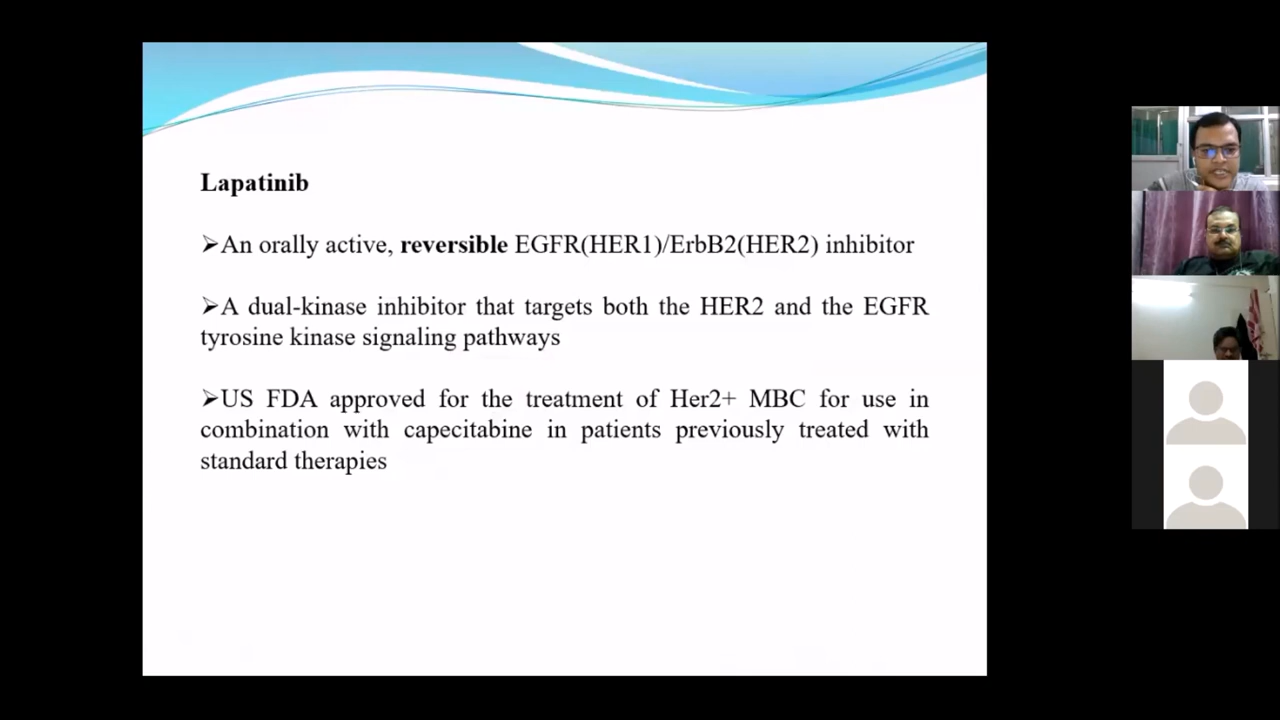 Lapatinib
➢An orally active, reversible EGFR(HER1)/ErbB2(HER2) inhibitor
➢A dual-kinase inhibitor that targets both the HER2 and the EGFR
tyrosine kinase signaling pathways
➢US FDA approved for the treatment of Her2+ MBC for use in
combination with capecitabine in patients previously treated with
standard therapies